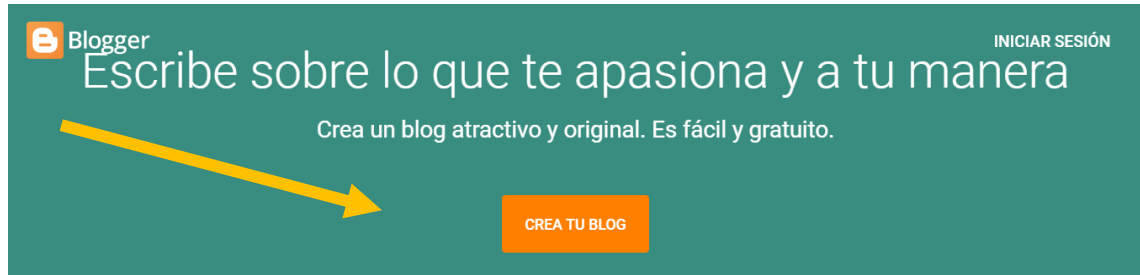 Blogger
INICIAR SESIÓN
Escribe sobre lo que te apasiona y a tu manera
Crea un blog atractivo y original. Es fácil y gratuito.
CREA TU BLOG